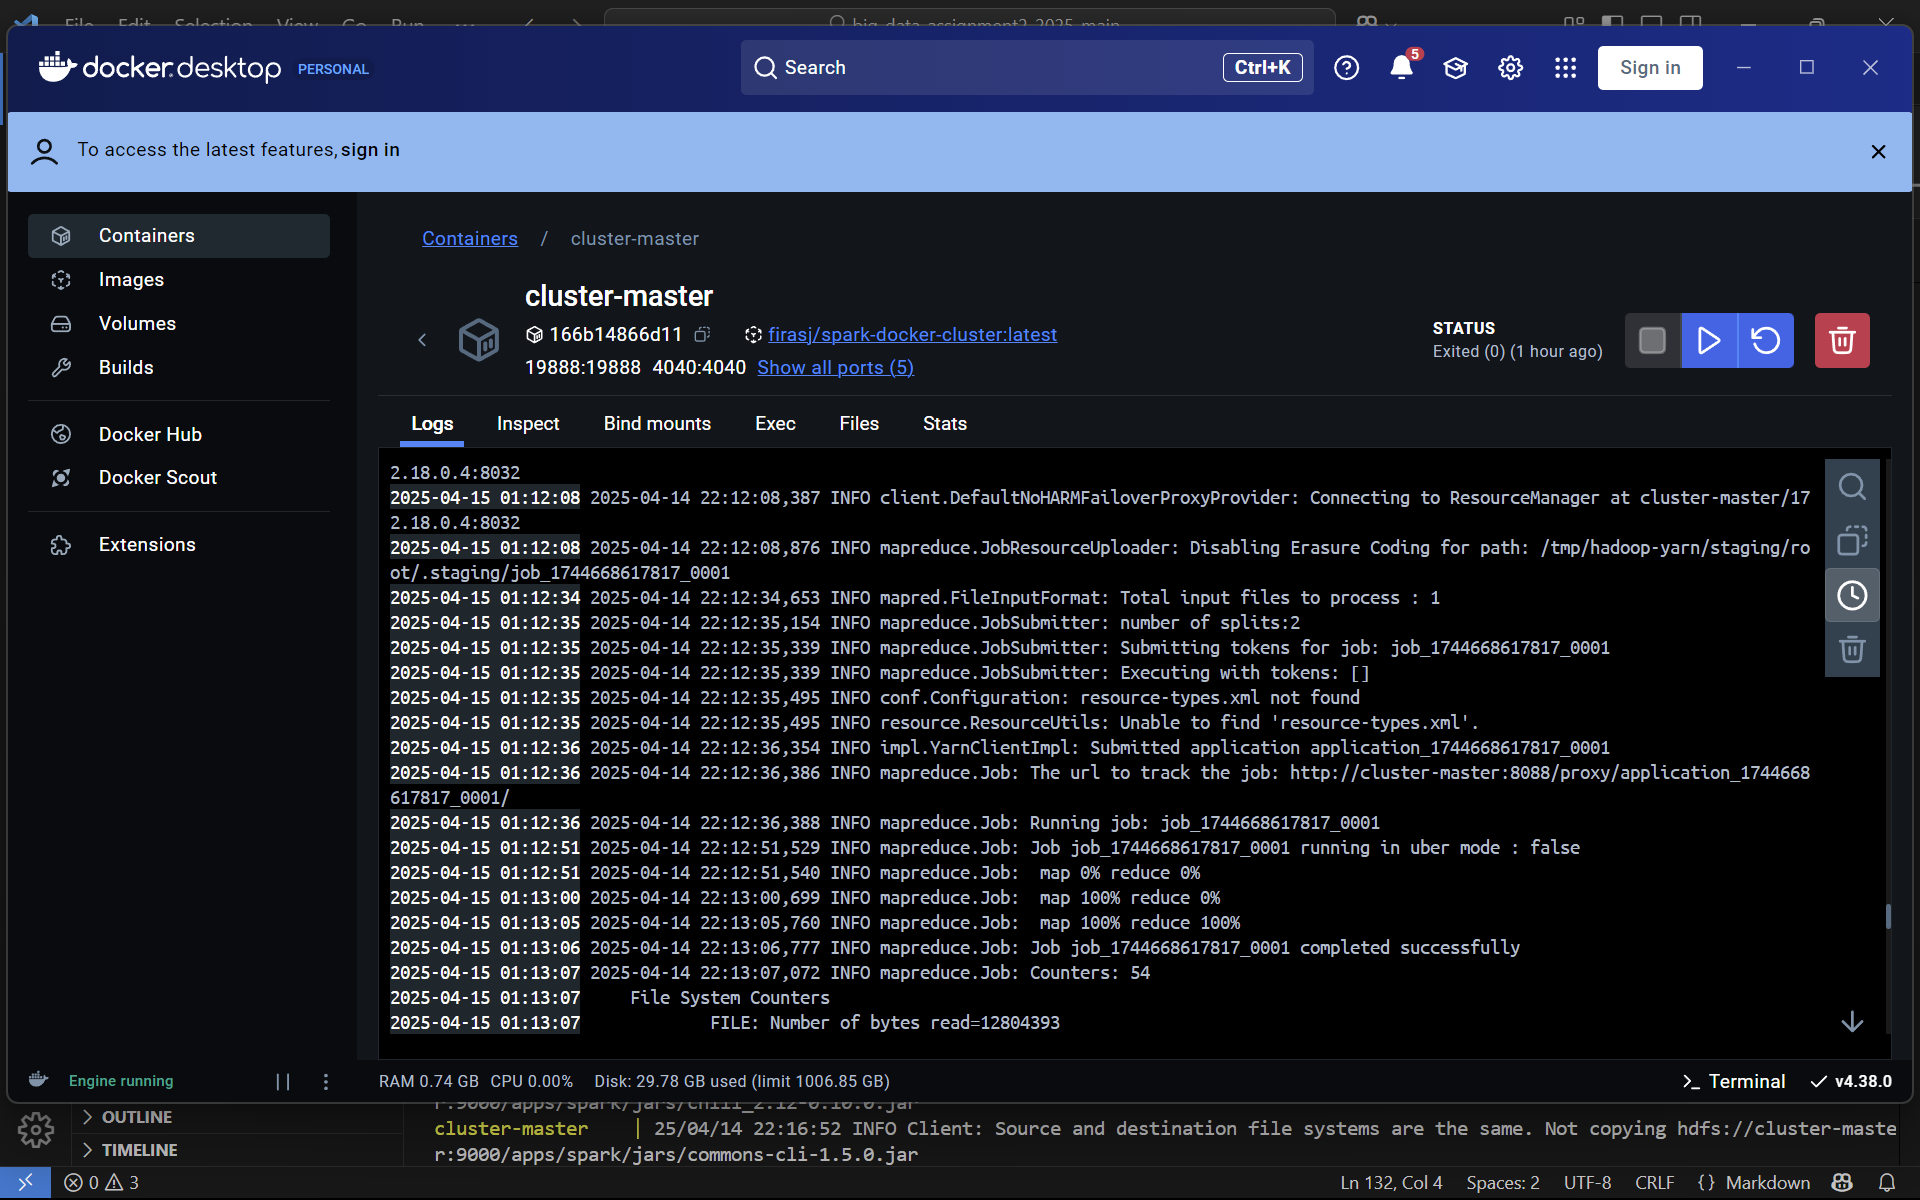 docker.desktop PERSONAL
Search
Ctrl+K
5
Sign in
To access the latest features, sign in
Containers
Images
Volumes
Builds
Docker Hub
Docker Scout
Extensions
Containers / cluster-master
cluster-master
166b14866d11 firasj/spark-docker-cluster:latest
19888:19888 4040:4040 Show all ports (5)
STATUS
Exited (0) (1 hour ago)
Logs Inspect Bind mounts Exec Files Stats
2.18.0.4:8032
2025-04-15 01:12:08 2025-04-14 22:12:08,387 INFO client.DefaultNoHARMFailoverProxyProvider: Connecting to ResourceManager at cluster-master/17
2.18.0.4:8032
2025-04-15 01:12:08 2025-04-14 22:12:08,876 INFO mapreduce.JobResourceUploader: Disabling Erasure Coding for path: /tmp/hadoop-yarn/staging/ro
ot/.staging/job_1744668617817_0001
2025-04-15 01:12:34 2025-04-14 22:12:34,653 INFO mapred.FileInputFormat: Total input files to process : 1
2025-04-15 01:12:35 2025-04-14 22:12:35,154 INFO mapreduce.JobSubmitter: number of splits:2
2025-04-15 01:12:35 2025-04-14 22:12:35,339 INFO mapreduce.JobSubmitter: Submitting tokens for job: job_1744668617817_0001
2025-04-15 01:12:35 2025-04-14 22:12:35,339 INFO mapreduce.JobSubmitter: Executing with tokens: []
2025-04-15 01:12:35 2025-04-14 22:12:35,495 INFO conf.Configuration: resource-types.xml not found
2025-04-15 01:12:35 2025-04-14 22:12:35,495 INFO resource.ResourceUtils: Unable to find 'resource-types.xml'.
2025-04-15 01:12:36 2025-04-14 22:12:36,354 INFO impl.YarnClientImpl: Submitted application application_1744668617817_0001
2025-04-15 01:12:36 2025-04-14 22:12:36,386 INFO mapreduce.Job: The url to track the job: http://cluster-master:8088/proxy/application_1744668
617817_0001/
2025-04-15 01:12:36 2025-04-14 22:12:36,388 INFO mapreduce.Job: Running job: job_1744668617817_0001
2025-04-15 01:12:51 2025-04-14 22:12:51,529 INFO mapreduce.Job: Job job_1744668617817_0001 running in uber mode : false
2025-04-15 01:12:51 2025-04-14 22:12:51,540 INFO mapreduce.Job:  map 0% reduce 0%
2025-04-15 01:13:00 2025-04-14 22:13:00,699 INFO mapreduce.Job:  map 100% reduce 0%
2025-04-15 01:13:05 2025-04-14 22:13:05,760 INFO mapreduce.Job:  map 100% reduce 100%
2025-04-15 01:13:06 2025-04-14 22:13:06,777 INFO mapreduce.Job: Job job_1744668617817_0001 completed successfully
2025-04-15 01:13:07 2025-04-14 22:13:07,072 INFO mapreduce.Job: Counters: 54
2025-04-15 01:13:07 File System Counters
2025-04-15 01:13:07 FILE: Number of bytes read=12804393
Engine running
RAM 0.74 GB CPU 0.00% Disk: 29.78 GB used (limit 1006.85 GB)
Terminal
v4.38.0
OUTLINE
TIMELINE
cluster-master | 25/04/14 22:16:52 INFO Client: Source and destination file systems are the same. Not copying hdfs://cluster-maste
r:9000/apps/spark/jars/commons-cli-1.5.0.jar
0 3
Ln 132, Col 4 Spaces: 2 UTF-8 CRLF {} Markdown